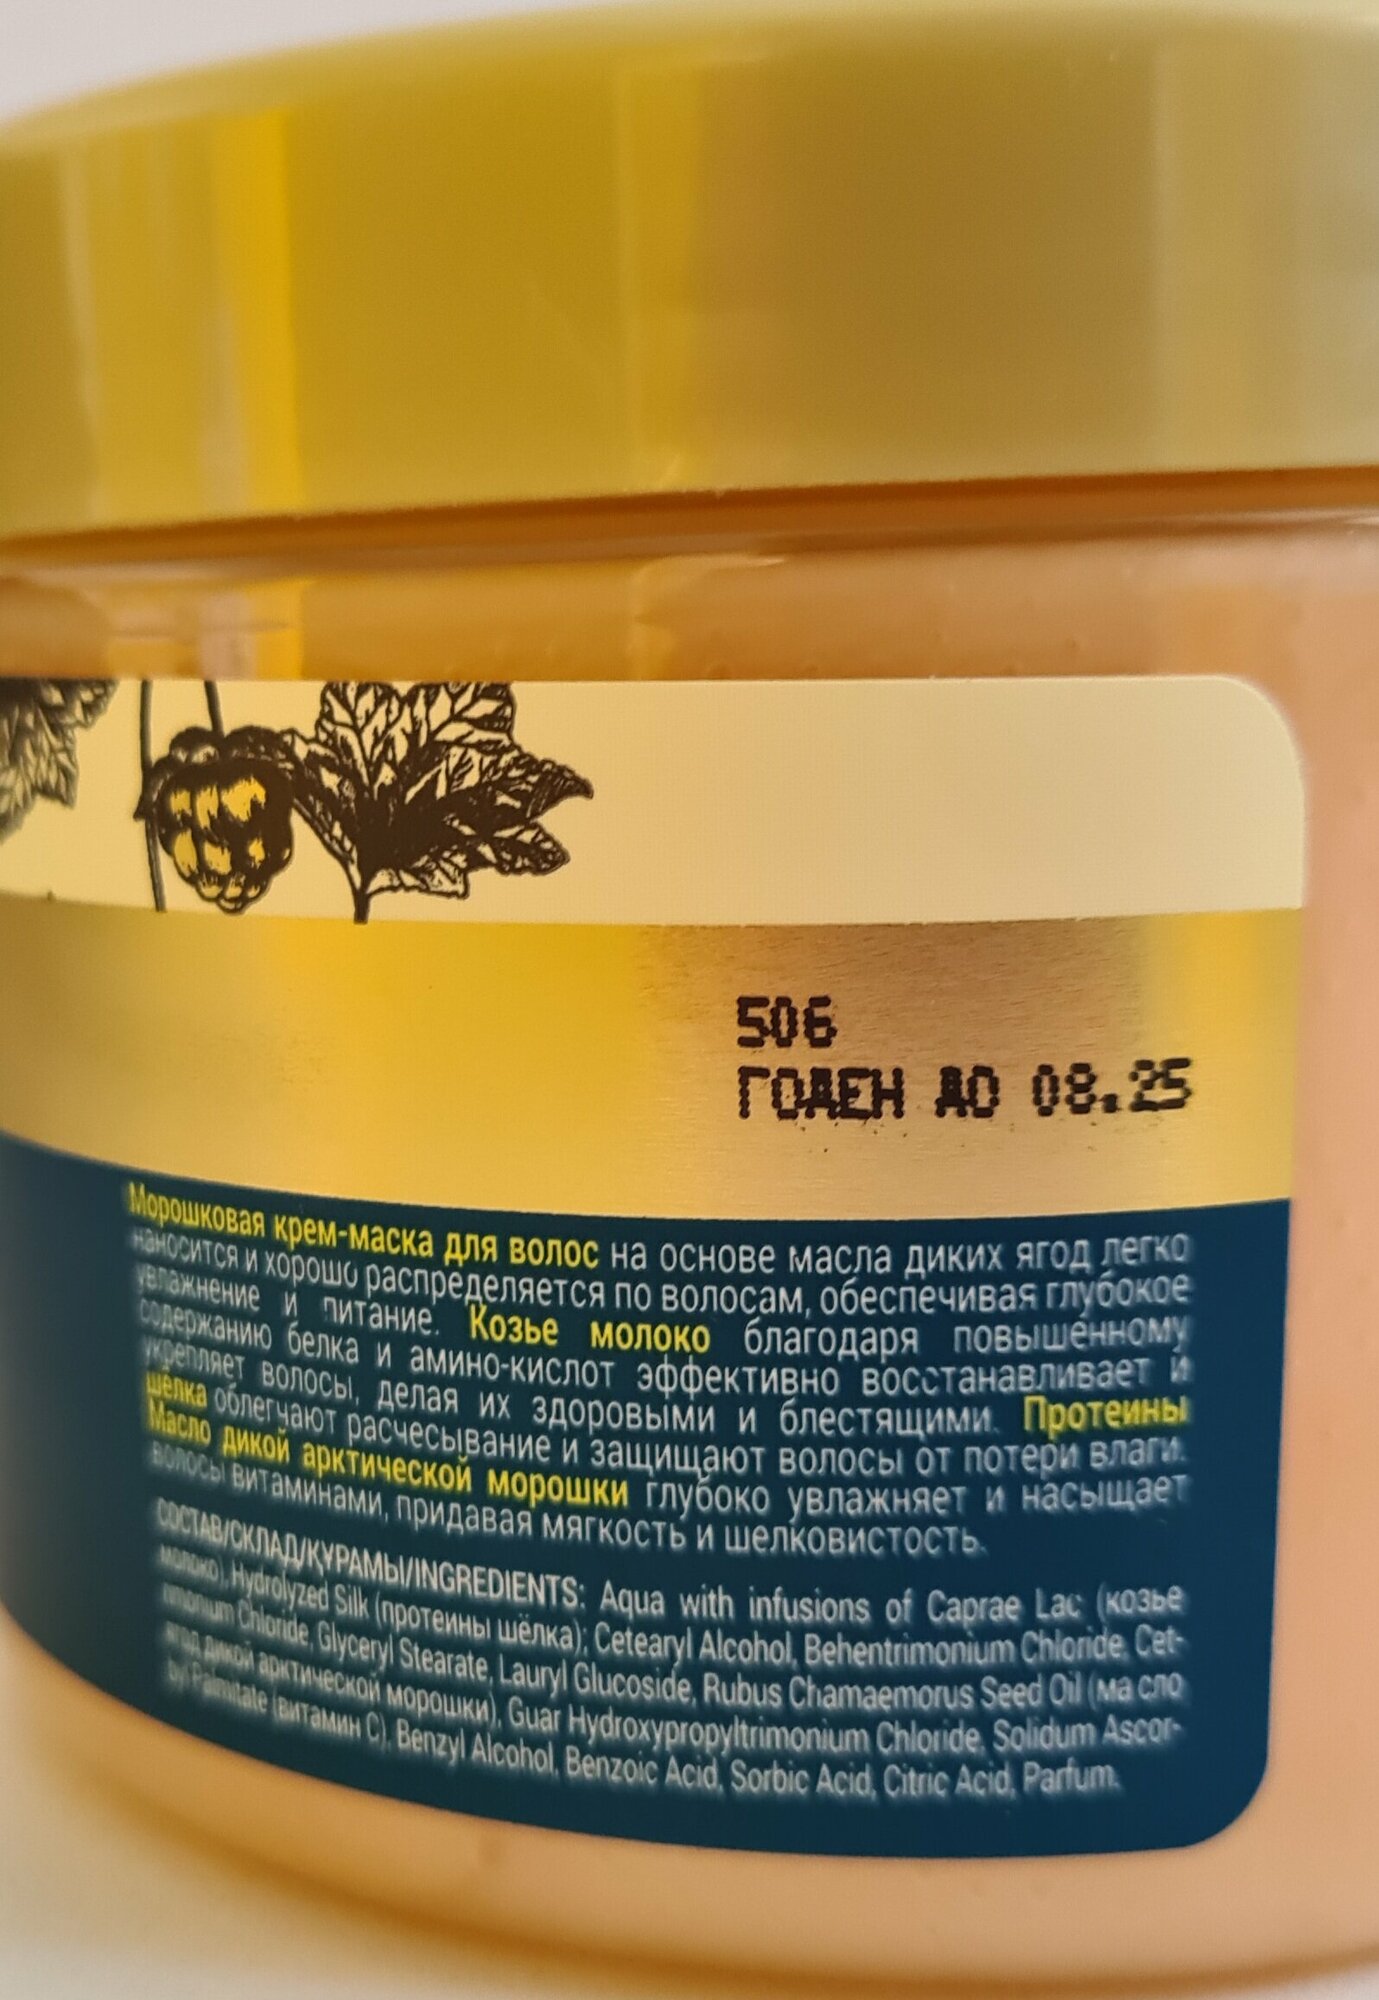 506
ГОДЕН ДО 08.25
Морошковая крем-маска для волос на основе масла диких ягод легко
наносится и хорошо распределяется по волосам, обеспечивая глубокое
увлажнение и питание. Козье молоко благодаря повышенному
содержанию белка и амино-кислот эффективно восстанавливает и
укрепляет волосы, делая их здоровыми и блестящими. Протеины
шёлка облегчают расчесывание и защищают волосы от потери влаги.
Масло дикой арктической морошки глубоко увлажняет и насыщает
волосы витаминами, придавая мягкость и шелковистость.
СОСТАВ/СКЛАД/ҚҰРАМЫ/INGREDIENTS: Aqua with infusions of Caprae Lac (козье
молоко), Hydrolyzed Silk (протеины шёлка); Cetearyl Alcohol, Behentrimonium Chloride, Cet-
rimonium Chloride, Glyceryl Stearate, Lauryl Glucoside, Rubus Chamaemorus Seed Oil (масло
ягод дикой арктической морошки), Guar Hydroxypropyltrimonium Chloride, Solidum Ascor-
byl Palmitate (витамин С), Benzyl Alcohol, Benzoic Acid, Sorbic Acid, Citric Acid, Parfum.